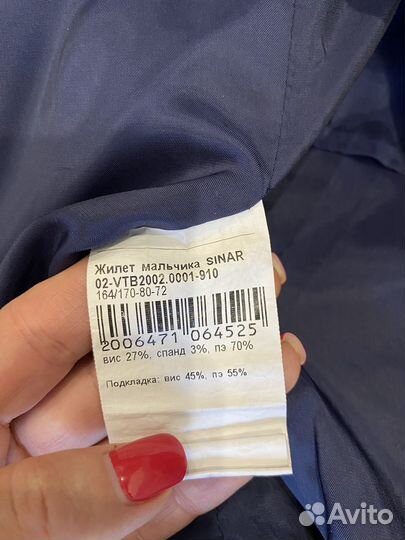 Жилет мальчика SINAR
02-VTB2002.0001-910
164/170-80-72
2006471 064525
вис 27%, спанд 3%, пэ 70%
Подкладка: вис 45%, пэ 55%
Avito